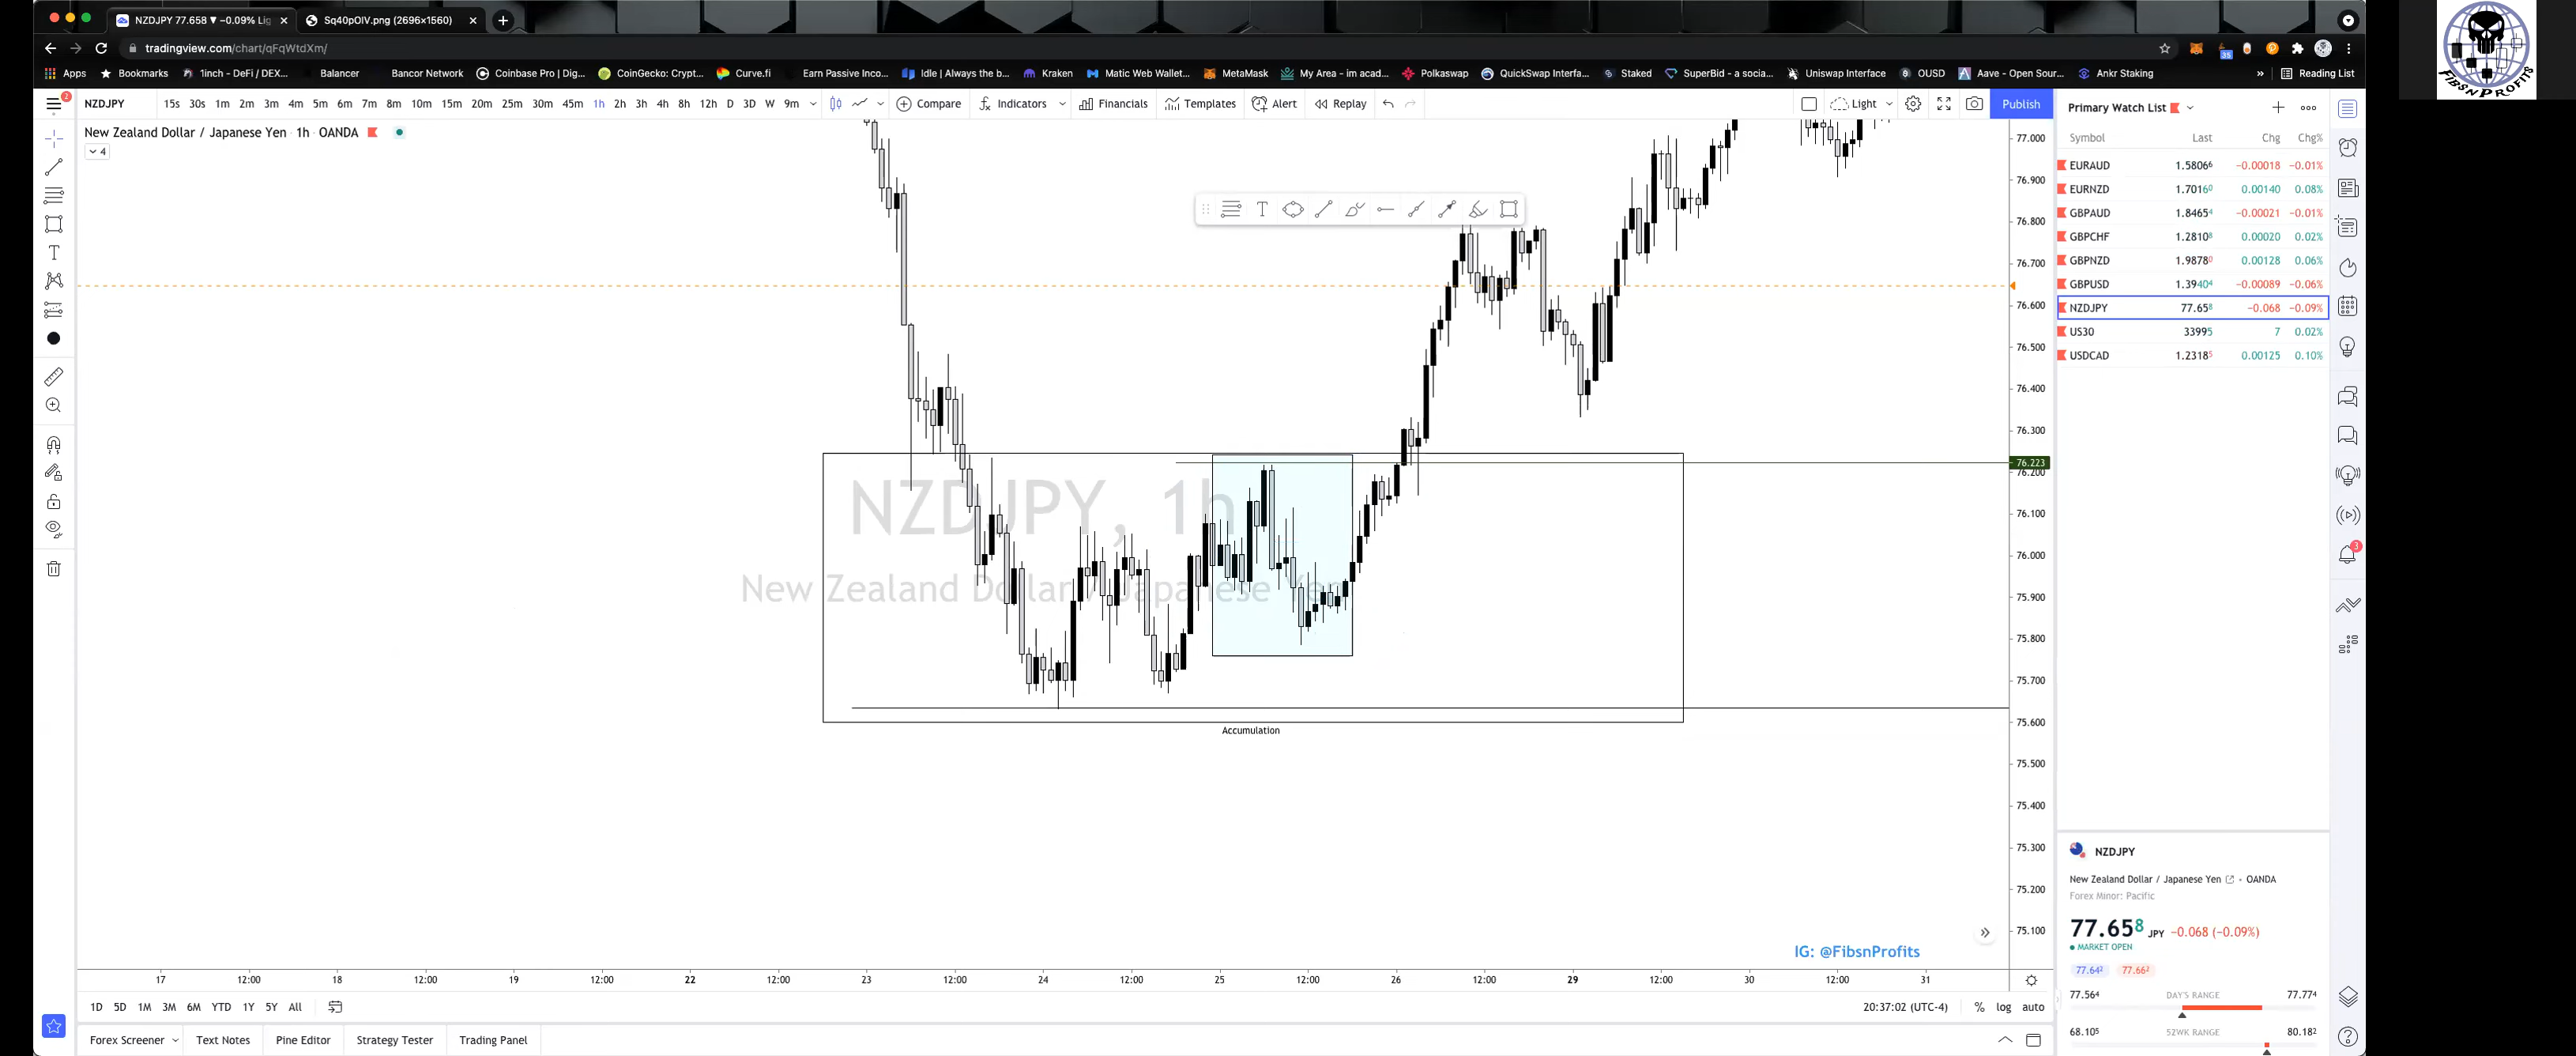 NZDJPY 77.658 ▼ −0.09% Lig
Sq40pOIV.png (2696×1560)
tradingview.com/chart/qFqWtdXm/
35
Apps Bookmarks 1inch - DeFi / DEX... Balancer Bancor Network Coinbase Pro | Dig... CoinGecko: Crypt... Curve.fi Earn Passive Inco... Idle | Always the b... Kraken Matic Web Wallet... MetaMask My Area - im acad... Polkaswap QuickSwap Interfa... Staked SuperBid - a socia... Uniswap Interface OUSD Aave - Open Sour... Ankr Staking » Reading List
FIBSNPROFITS
2
NZDJPY 15s 30s 1m 2m 3m 4m 5m 6m 7m 8m 10m 15m 20m 25m 30m 45m 1h 2h 3h 4h 8h 12h D 3D W 9m Compare Indicators Financials Templates Alert Replay Light Publish
New Zealand Dollar / Japanese Yen 1h OANDA
4
NZDJPY, 1h
New Zealand Dollar / Japanese Yen
Accumulation
IG: @FibsnProfits
77.000
76.900
76.800
76.700
76.600
76.500
76.400
76.300
76.223
76.200
76.100
76.000
75.900
75.800
75.700
75.600
75.500
75.400
75.300
75.200
75.100
17 12:00 18 12:00 19 12:00 22 12:00 23 12:00 24 12:00 25 12:00 26 12:00 29 12:00 30 12:00 31
1D 5D 1M 3M 6M YTD 1Y 5Y All
20:37:02 (UTC-4) % log auto
Forex Screener Text Notes Pine Editor Strategy Tester Trading Panel
Primary Watch List
Symbol Last Chg Chg%
EURAUD 1.58066 −0.00018 −0.01%
EURNZD 1.70160 0.00140 0.08%
GBPAUD 1.84654 −0.00021 −0.01%
GBPCHF 1.28108 0.00020 0.02%
GBPNZD 1.98780 0.00128 0.06%
GBPUSD 1.39404 −0.00089 −0.06%
NZDJPY 77.658 −0.068 −0.09%
US30 33995 7 0.02%
USDCAD 1.23185 0.00125 0.10%
3
NZDJPY
New Zealand Dollar / Japanese Yen • OANDA
Forex Minor: Pacific
77.658 JPY −0.068 (−0.09%)
● MARKET OPEN
77.642 77.662
77.564 DAY'S RANGE 77.774
68.105 52WK RANGE 80.182